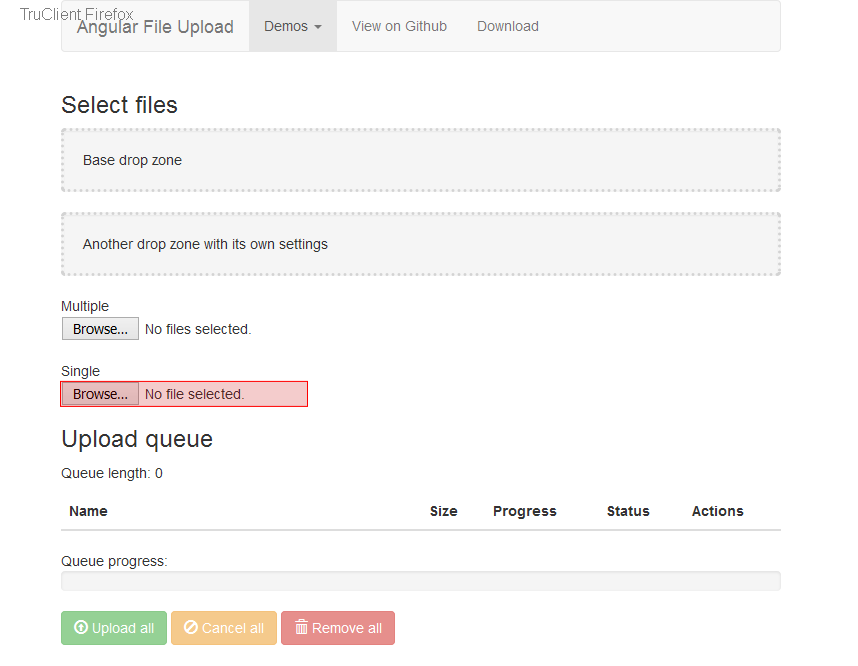 TruClient Firefox
Angular File Upload Demos View on Github Download
Select files
Base drop zone
Another drop zone with its own settings
Multiple
Browse... No files selected.
Single
Browse... No file selected.
Upload queue
Queue length: 0
Name Size Progress Status Actions
Queue progress:
Upload all Cancel all Remove all